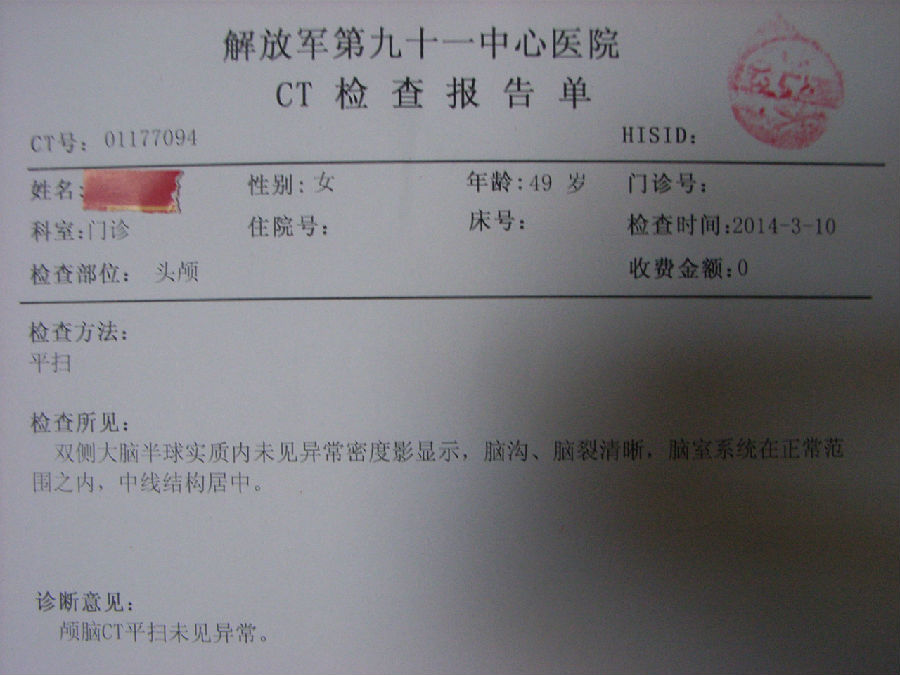 解放军第九十一中心医院
CT 检 查 报 告 单
CT号: 01177094 HISID:
姓名: 性别: 女 年龄:49 岁 门诊号:
科室:门诊 住院号: 床号: 检查时间:2014-3-10
检查部位: 头颅 收费金额:0
检查方法:
平扫
检查所见:
双侧大脑半球实质内未见异常密度影显示，脑沟、脑裂清晰，脑室系统在正常范
围之内，中线结构居中。
诊断意见:
颅脑CT平扫未见异常。